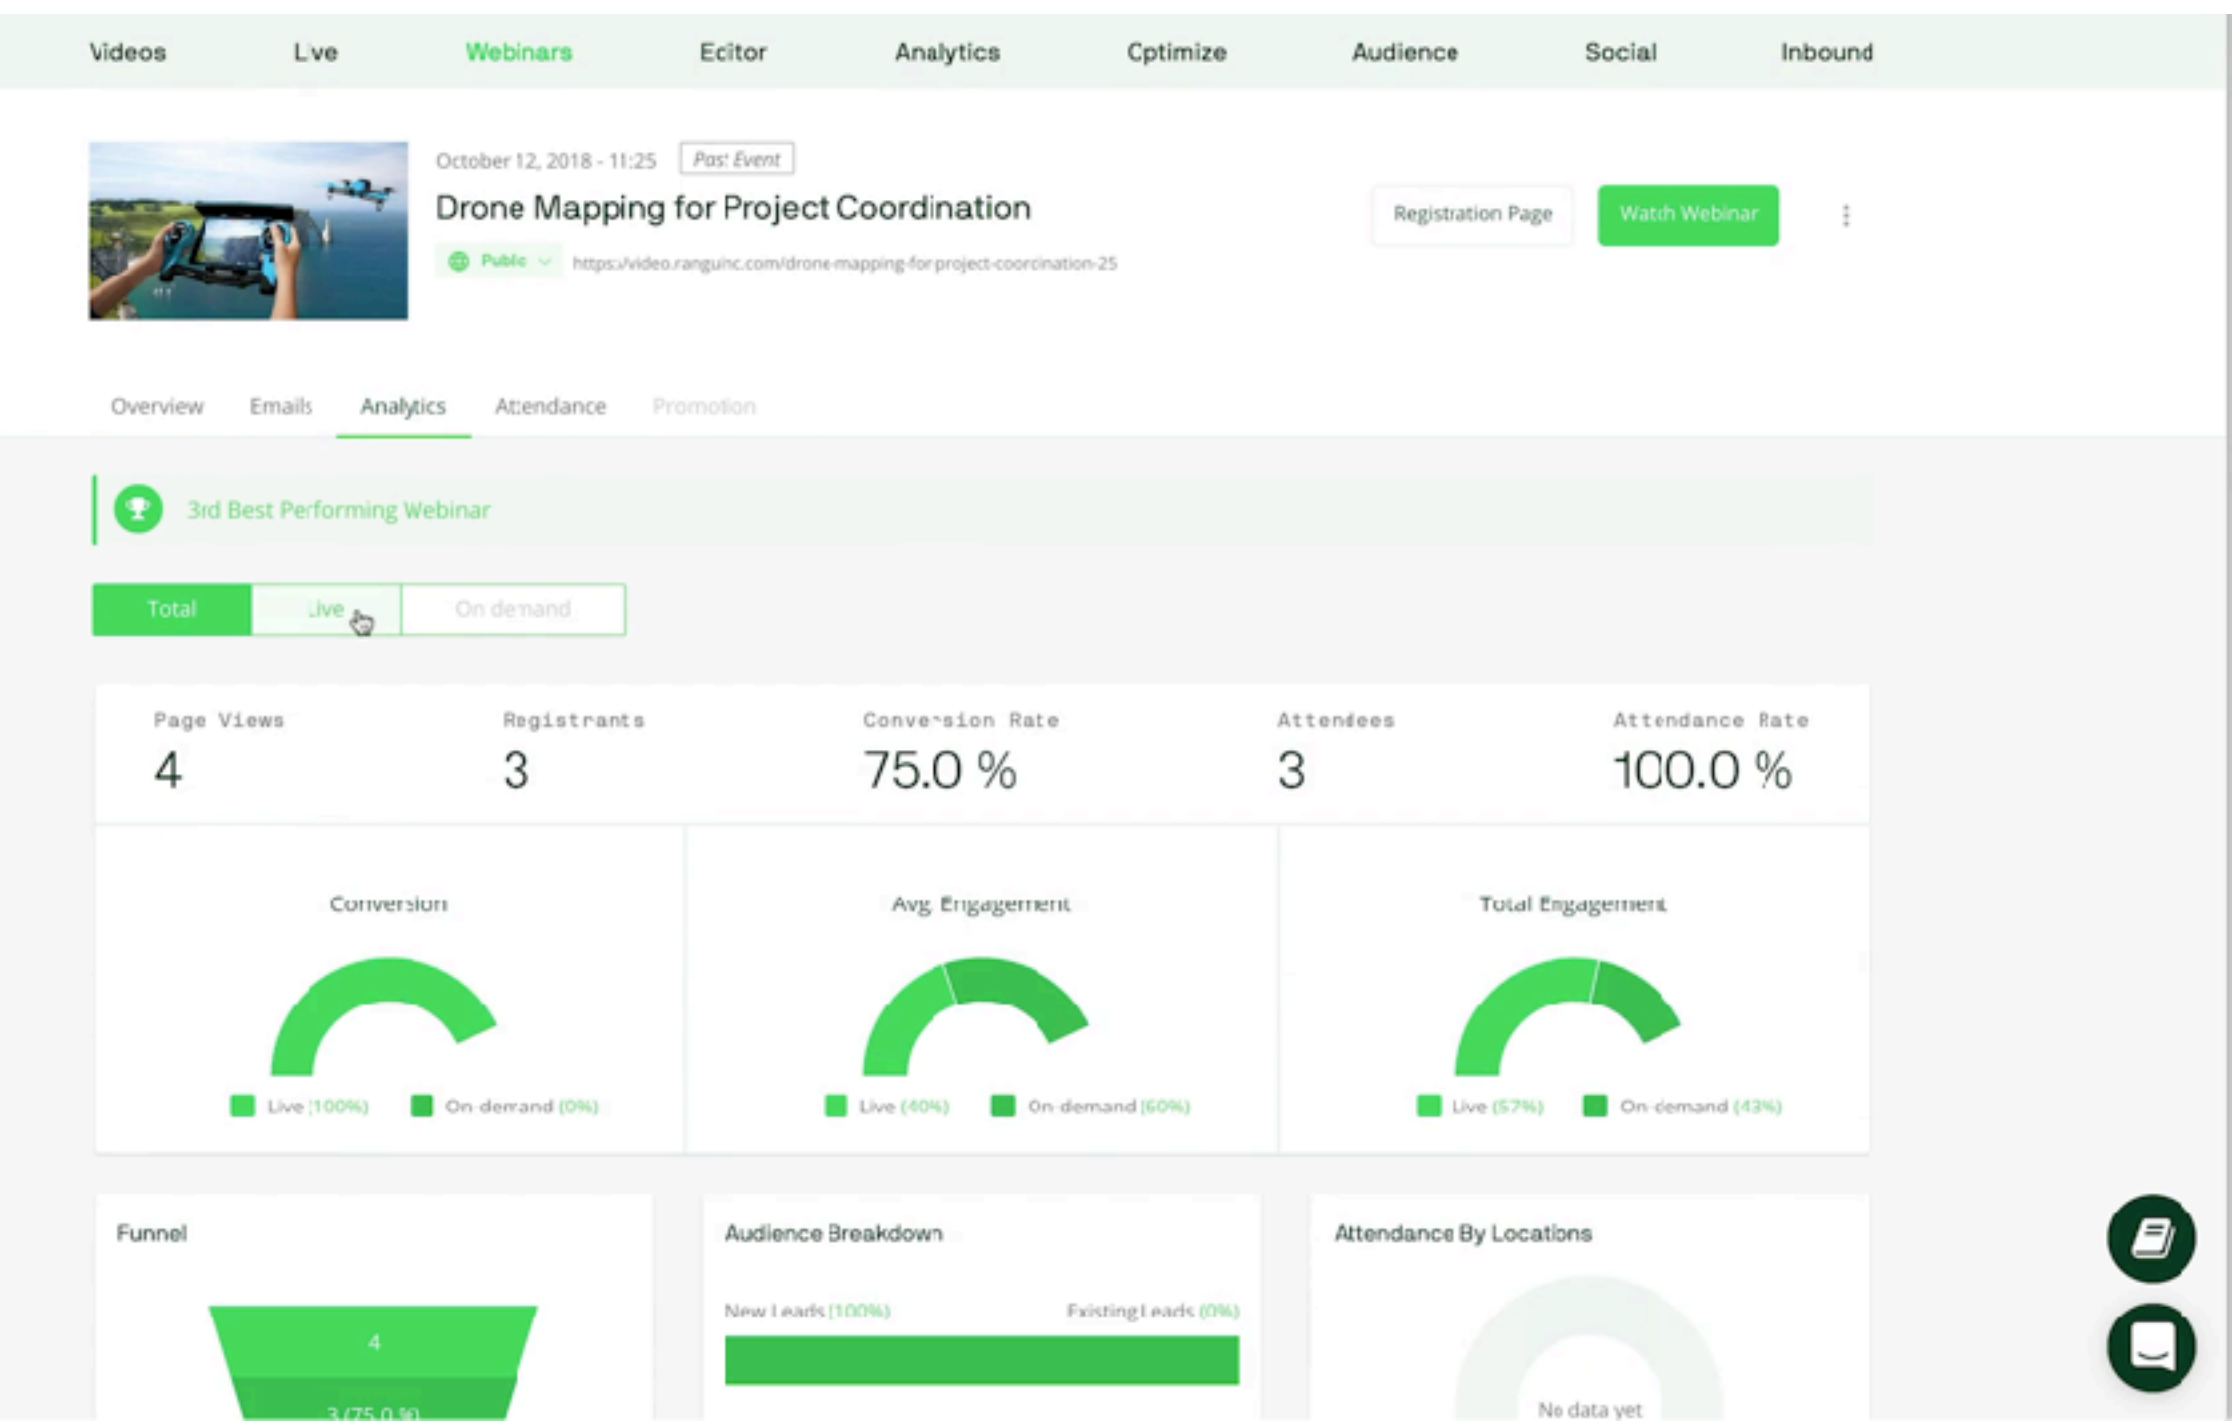 Videos Live Webinars Editor Analytics Optimize Audience Social Inbound
October 12, 2018 - 11:25 Past Event
Drone Mapping for Project Coordination
Registration Page Watch Webinar
Public https://video.ranguinc.com/drone-mapping-for-project-coordination-25
Overview Emails Analytics Attendance Promotion
3rd Best Performing Webinar
Total Live On demand
Page Views Registrants Conversion Rate Attendees Attendance Rate
4 3 75.0 % 3 100.0 %
Conversion Avg. Engagement Total Engagement
Live (100%) On-demand (0%) Live (40%) On-demand (60%) Live (57%) On-demand (43%)
Funnel Audience Breakdown Attendance By Locations
New Leads (100%) Existing Leads (0%)
4
3 (75.0 %)
No data yet